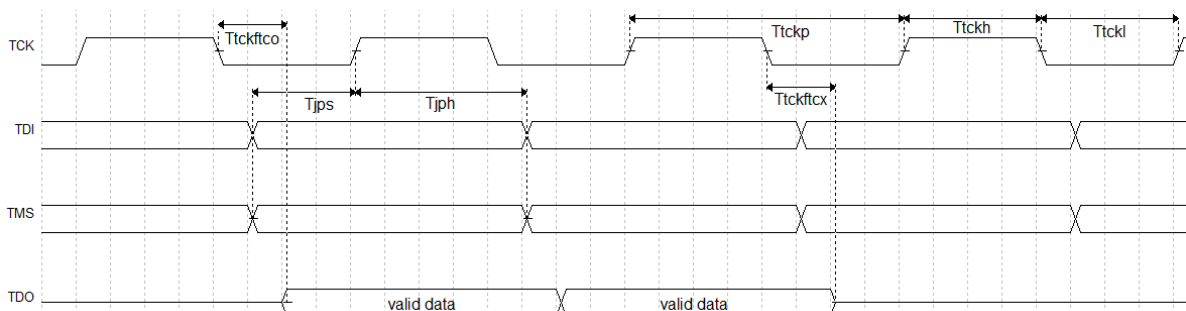 Ttckp
Ttckh
Ttckl
Ttckftco
TCK
Tjps
Tjph
Ttckftcx
TDI
TMS
TDO
valid data
valid data